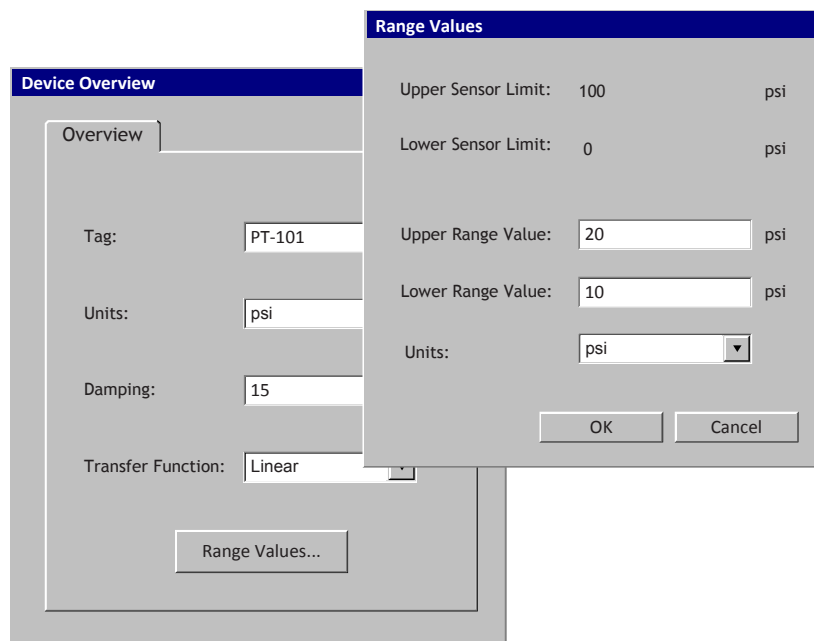 Device Overview
Overview
Tag: PT-101
Units: psi
Damping: 15
Transfer Function: Linear
Range Values...
Range Values
Upper Sensor Limit: 100 psi
Lower Sensor Limit: 0 psi
Upper Range Value: 20 psi
Lower Range Value: 10 psi
Units: psi
OK Cancel